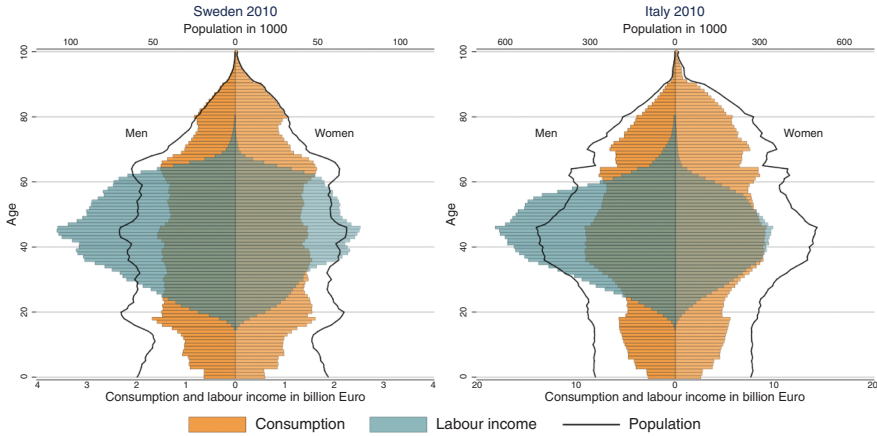 Sweden 2010
Population in 1000
100 50 0 50 100
Men Women
Age
0 20 40 60 80 100
4 3 2 1 0 1 2 3 4
Consumption and labour income in billion Euro
Italy 2010
Population in 1000
600 300 0 300 600
Men Women
Age
0 20 40 60 80 100
20 10 0 10 20
Consumption and labour income in billion Euro
Consumption Labour income Population